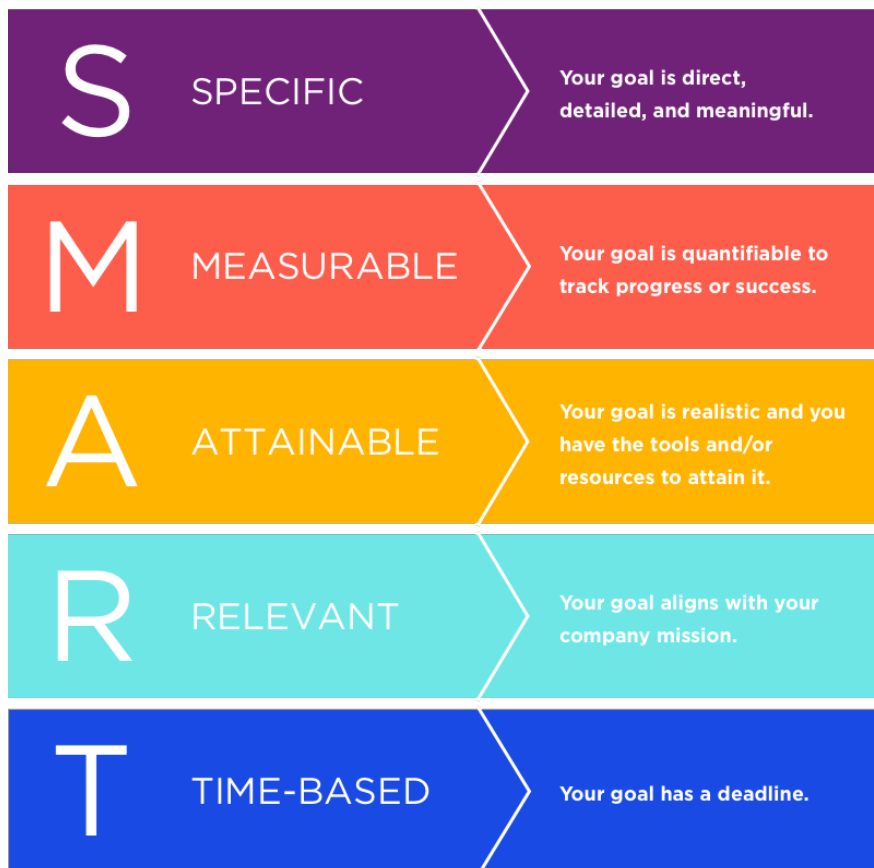 S SPECIFIC
Your goal is direct,
detailed, and meaningful.
M MEASURABLE
Your goal is quantifiable to
track progress or success.
A ATTAINABLE
Your goal is realistic and you
have the tools and/or
resources to attain it.
R RELEVANT
Your goal aligns with your
company mission.
T TIME-BASED
Your goal has a deadline.